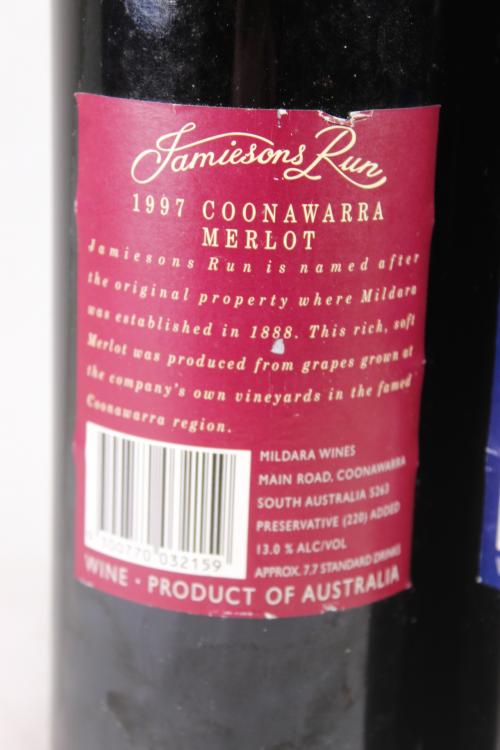 Jamiesons Run
1997 COONAWARRA
MERLOT
Jamiesons Run is named after
the original property where Mildara
was established in 1888. This rich, soft
Merlot was produced from grapes grown at
the company's own vineyards in the famed
Coonawarra region.
MILDARA WINES
MAIN ROAD, COONAWARRA
SOUTH AUSTRALIA 5263
PRESERVATIVE (220) ADDED
13.0 % ALC/VOL
APPROX. 7.7 STANDARD DRINKS
9 300770 032159
WINE · PRODUCT OF AUSTRALIA